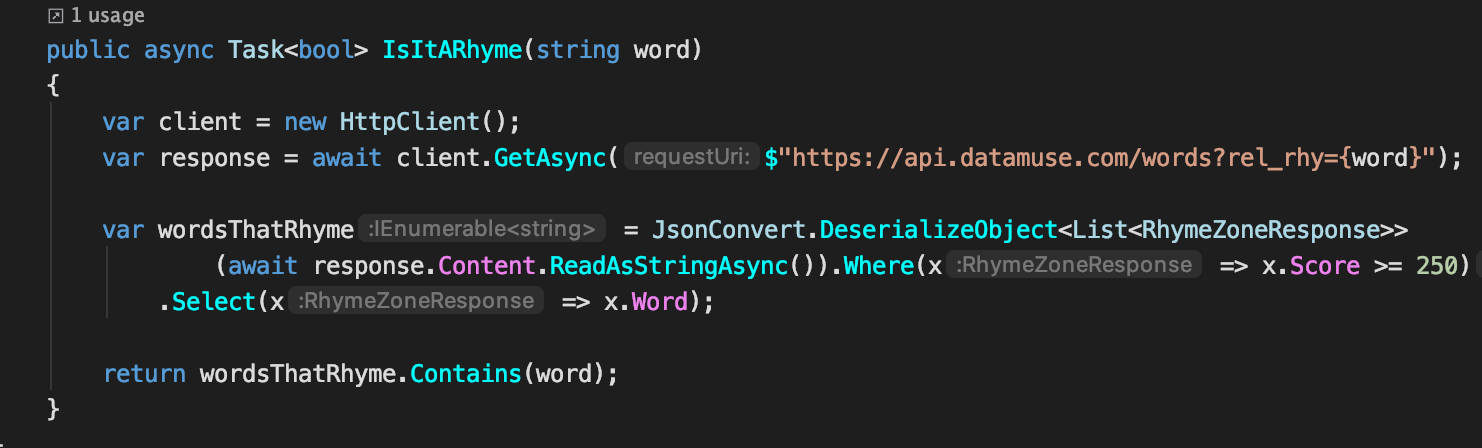 1 usage
public async Task<bool> IsItARhyme(string word)
{
var client = new HttpClient();
var response = await client.GetAsync( requestUri: $"https://api.datamuse.com/words?rel_rhy={word}");
var wordsThatRhyme :IEnumerable<string> = JsonConvert.DeserializeObject<List<RhymeZoneResponse>>
(await response.Content.ReadAsStringAsync()).Where(x :RhymeZoneResponse => x.Score >= 250)
.Select(x :RhymeZoneResponse => x.Word);
return wordsThatRhyme.Contains(word);
}